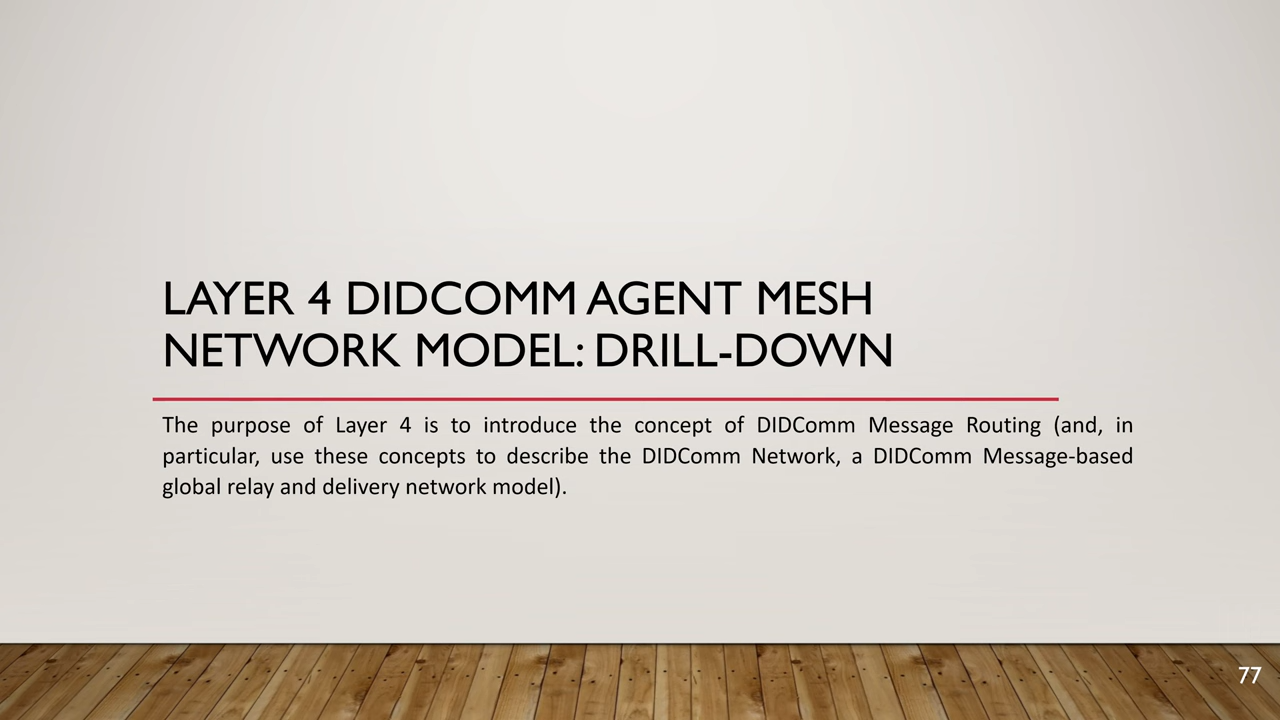 LAYER 4 DIDCOMM AGENT MESH
NETWORK MODEL: DRILL-DOWN
The purpose of Layer 4 is to introduce the concept of DIDComm Message Routing (and, in
particular, use these concepts to describe the DIDComm Network, a DIDComm Message-based
global relay and delivery network model).
77